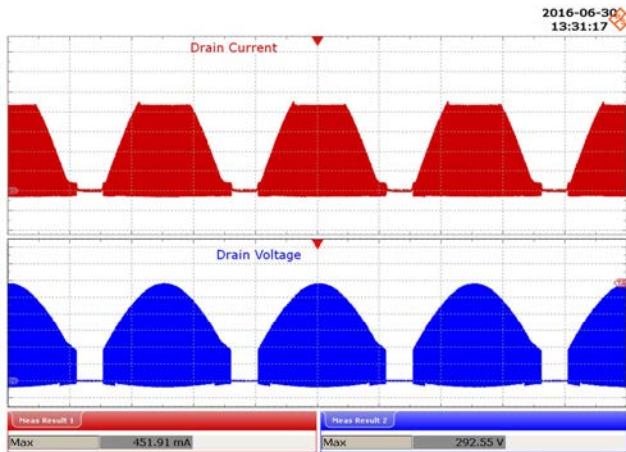 2016-06-30
13:31:17
Drain Current
Drain Voltage
Meas Result 1
Meas Result 2
Max 451.91 mA
Max 292.55 V